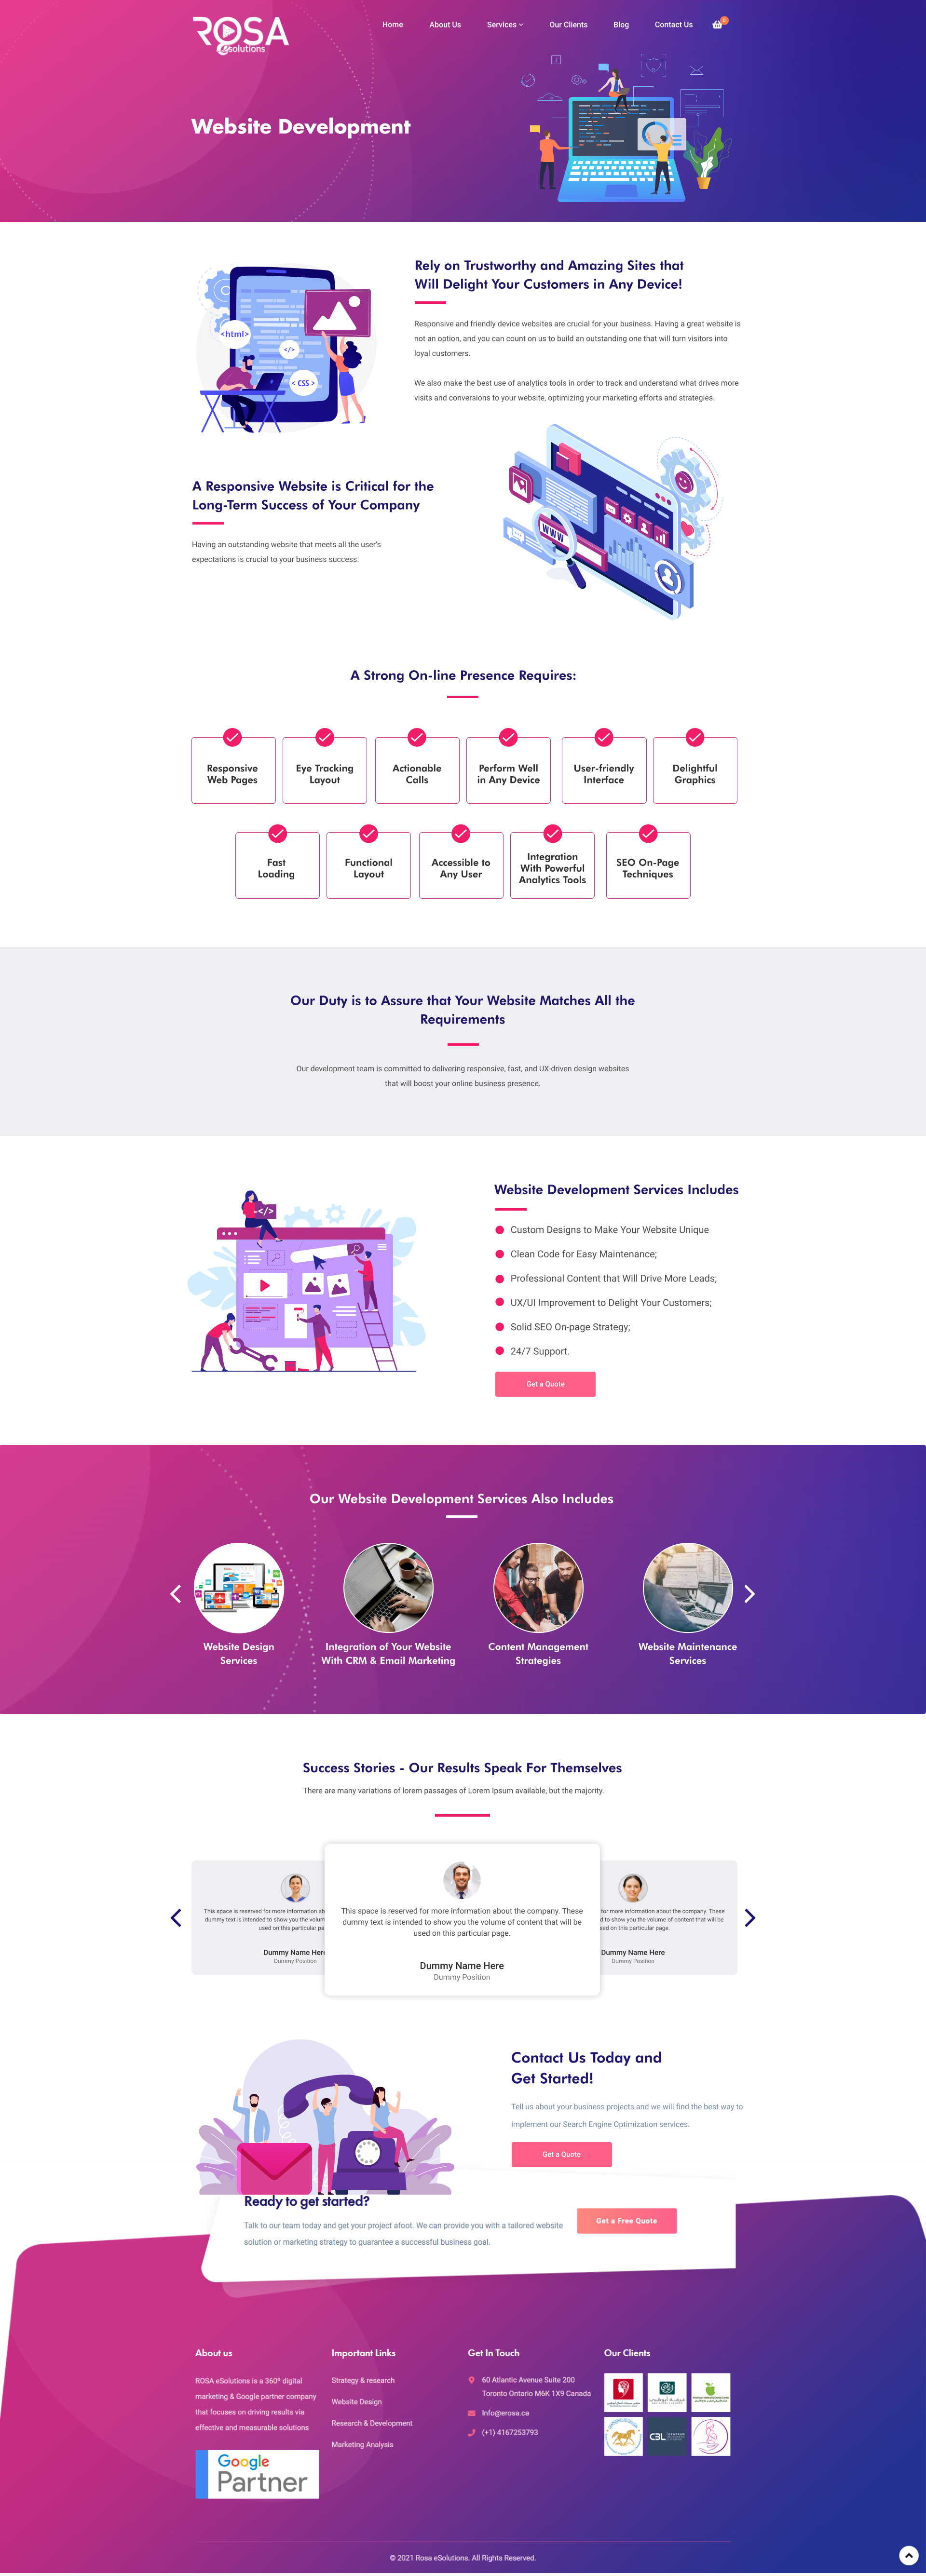 ROSA
eSolutions
Home
About Us
Services
Our Clients
Blog
Contact Us
0
Website Development
Rely on Trustworthy and Amazing Sites that
Will Delight Your Customers in Any Device!
Responsive and friendly device websites are crucial for your business. Having a great website is
not an option, and you can count on us to build an outstanding one that will turn visitors into
loyal customers.
We also make the best use of analytics tools in order to track and understand what drives more
visits and conversions to your website, optimizing your marketing efforts and strategies.
<html>
</>
< CSS >
A Responsive Website is Critical for the
Long-Term Success of Your Company
Having an outstanding website that meets all the user's
expectations is crucial to your business success.
WWW
A Strong On-line Presence Requires:
Responsive
Web Pages
Eye Tracking
Layout
Actionable
Calls
Perform Well
in Any Device
User-friendly
Interface
Delightful
Graphics
Fast
Loading
Functional
Layout
Accessible to
Any User
Integration
With Powerful
Analytics Tools
SEO On-Page
Techniques
Our Duty is to Assure that Your Website Matches All the
Requirements
Our development team is committed to delivering responsive, fast, and UX-driven design websites
that will boost your online business presence.
</>
Website Development Services Includes
Custom Designs to Make Your Website Unique
Clean Code for Easy Maintenance;
Professional Content that Will Drive More Leads;
UX/UI Improvement to Delight Your Customers;
Solid SEO On-page Strategy;
24/7 Support.
Get a Quote
Our Website Development Services Also Includes
Website Design
Services
Integration of Your Website
With CRM & Email Marketing
Content Management
Strategies
Website Maintenance
Services
Success Stories - Our Results Speak For Themselves
There are many variations of lorem passages of Lorem Ipsum available, but the majority.
This space is reserved for more information ab
dummy text is intended to show you the volum
used on this particular pa
Dummy Name Here
Dummy Position
This space is reserved for more information about the company. These
dummy text is intended to show you the volume of content that will be
used on this particular page.
Dummy Name Here
Dummy Position
for more information about the company. These
d to show you the volume of content that will be
sed on this particular page.
Dummy Name Here
Dummy Position
Contact Us Today and
Get Started!
Tell us about your business projects and we will find the best way to
implement our Search Engine Optimization services.
Get a Quote
Ready to get started?
Talk to our team today and get your project afoot. We can provide you with a tailored website
solution or marketing strategy to guarantee a successful business goal.
Get a Free Quote
About us
ROSA eSolutions is a 360º digital
marketing & Google partner company
that focuses on driving results via
effective and measurable solutions
Google
Partner
Important Links
Strategy & research
Website Design
Research & Development
Marketing Analysis
Get In Touch
60 Atlantic Avenue Suite 200
Toronto Ontario M6K 1X9 Canada
Info@erosa.ca
(+1) 4167253793
Our Clients
CBL
© 2021 Rosa eSolutions. All Rights Reserved.